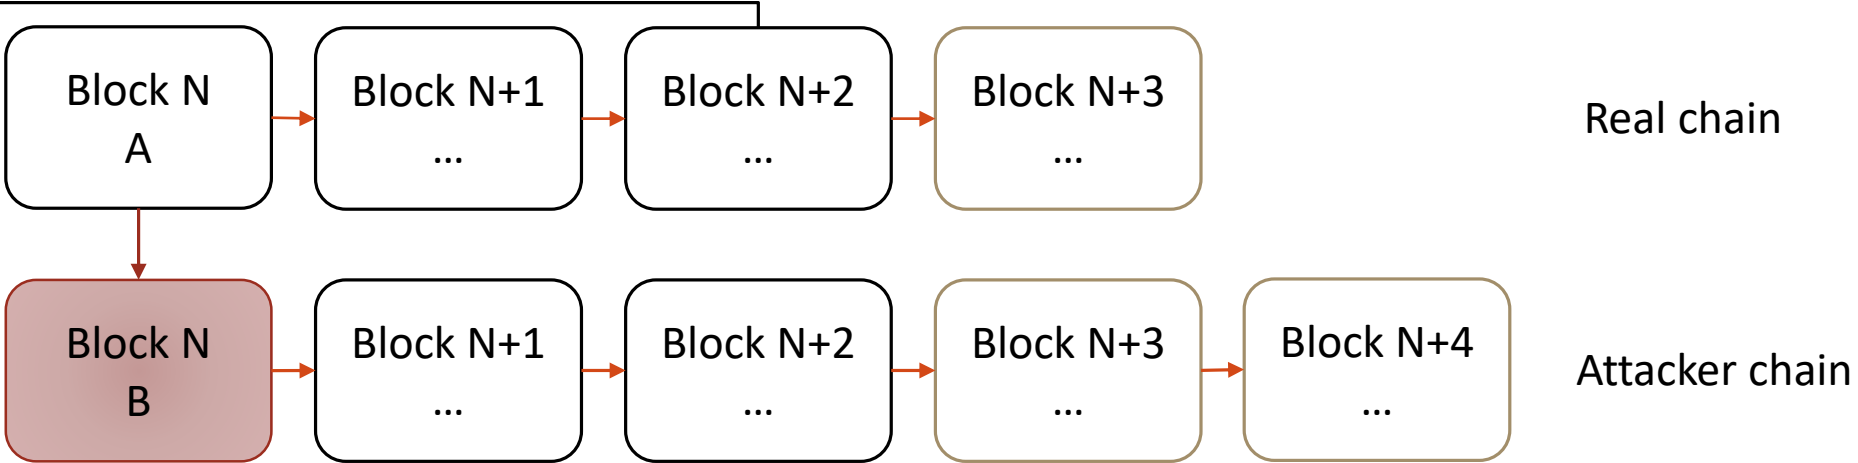 Block N
A
Block N+1
...
Block N+2
...
Block N+3
...
Real chain
Block N
B
Block N+1
...
Block N+2
...
Block N+3
...
Block N+4
...
Attacker chain